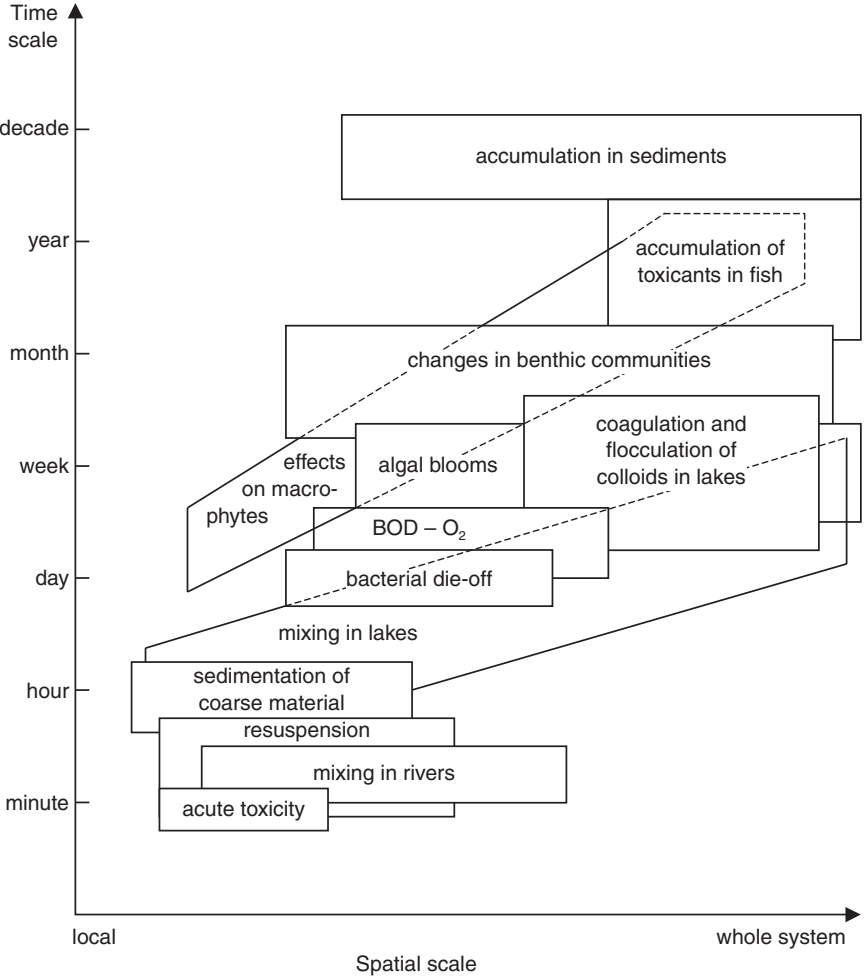 Time
scale
decade
accumulation in sediments
year
accumulation of
toxicants in fish
month
changes in benthic communities
coagulation and
flocculation of
colloids in lakes
week
effects
on macro-
phytes
algal blooms
BOD – O₂
day
bacterial die-off
mixing in lakes
hour
sedimentation of
coarse material
resuspension
mixing in rivers
minute
acute toxicity
local
whole system
Spatial scale